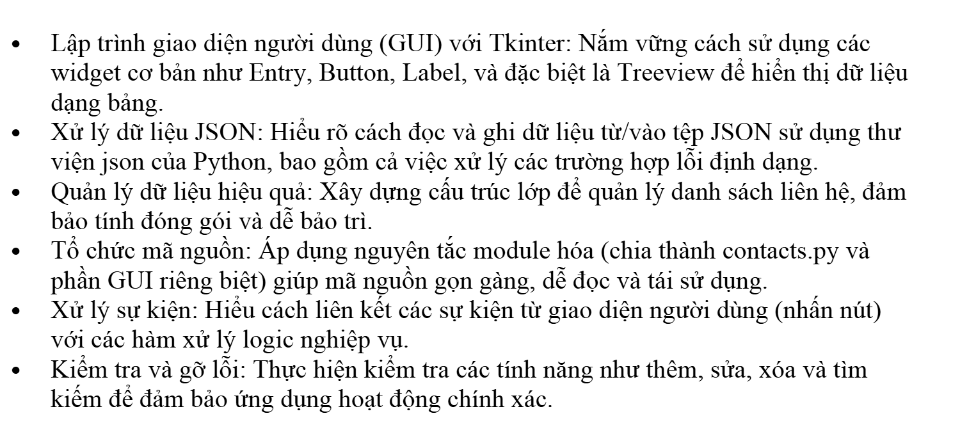 • Lập trình giao diện người dùng (GUI) với Tkinter: Nắm vững cách sử dụng các
widget cơ bản như Entry, Button, Label, và đặc biệt là Treeview để hiển thị dữ liệu
dạng bảng.
• Xử lý dữ liệu JSON: Hiểu rõ cách đọc và ghi dữ liệu từ/vào tệp JSON sử dụng thư
viện json của Python, bao gồm cả việc xử lý các trường hợp lỗi định dạng.
• Quản lý dữ liệu hiệu quả: Xây dựng cấu trúc lớp để quản lý danh sách liên hệ, đảm
bảo tính đóng gói và dễ bảo trì.
• Tổ chức mã nguồn: Áp dụng nguyên tắc module hóa (chia thành contacts.py và
phần GUI riêng biệt) giúp mã nguồn gọn gàng, dễ đọc và tái sử dụng.
• Xử lý sự kiện: Hiểu cách liên kết các sự kiện từ giao diện người dùng (nhấn nút)
với các hàm xử lý logic nghiệp vụ.
• Kiểm tra và gỡ lỗi: Thực hiện kiểm tra các tính năng như thêm, sửa, xóa và tìm
kiếm để đảm bảo ứng dụng hoạt động chính xác.